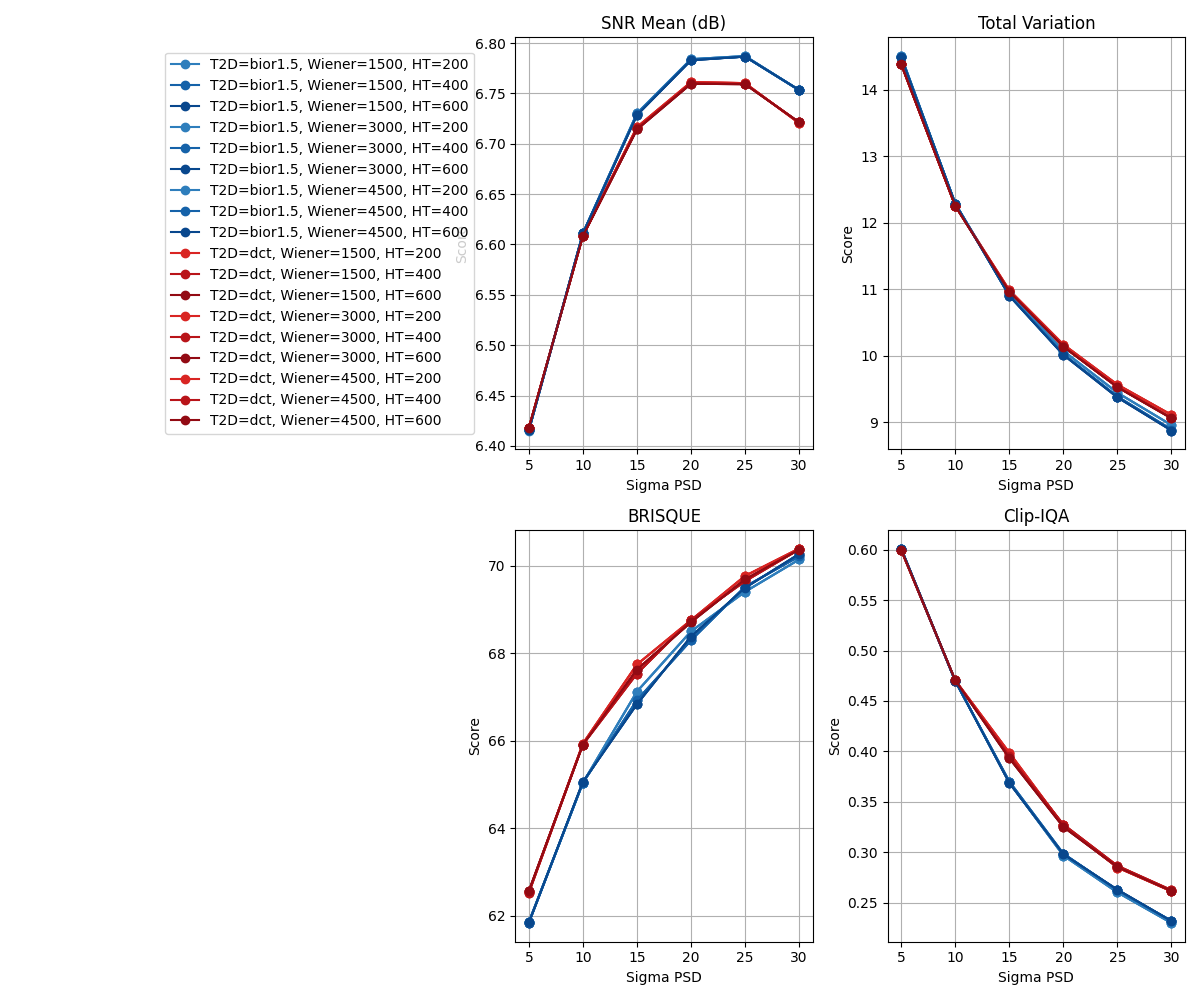 T2D=bior1.5, Wiener=1500, HT=200
T2D=bior1.5, Wiener=1500, HT=400
T2D=bior1.5, Wiener=1500, HT=600
T2D=bior1.5, Wiener=3000, HT=200
T2D=bior1.5, Wiener=3000, HT=400
T2D=bior1.5, Wiener=3000, HT=600
T2D=bior1.5, Wiener=4500, HT=200
T2D=bior1.5, Wiener=4500, HT=400
T2D=bior1.5, Wiener=4500, HT=600
T2D=dct, Wiener=1500, HT=200
T2D=dct, Wiener=1500, HT=400
T2D=dct, Wiener=1500, HT=600
T2D=dct, Wiener=3000, HT=200
T2D=dct, Wiener=3000, HT=400
T2D=dct, Wiener=3000, HT=600
T2D=dct, Wiener=4500, HT=200
T2D=dct, Wiener=4500, HT=400
T2D=dct, Wiener=4500, HT=600
SNR Mean (dB)
Score
6.80
6.75
6.70
6.65
6.60
6.55
6.50
6.45
6.40
5 10 15 20 25 30
Sigma PSD
Total Variation
Score
14
13
12
11
10
9
5 10 15 20 25 30
Sigma PSD
BRISQUE
Score
70
68
66
64
62
5 10 15 20 25 30
Sigma PSD
Clip-IQA
Score
0.60
0.55
0.50
0.45
0.40
0.35
0.30
0.25
5 10 15 20 25 30
Sigma PSD